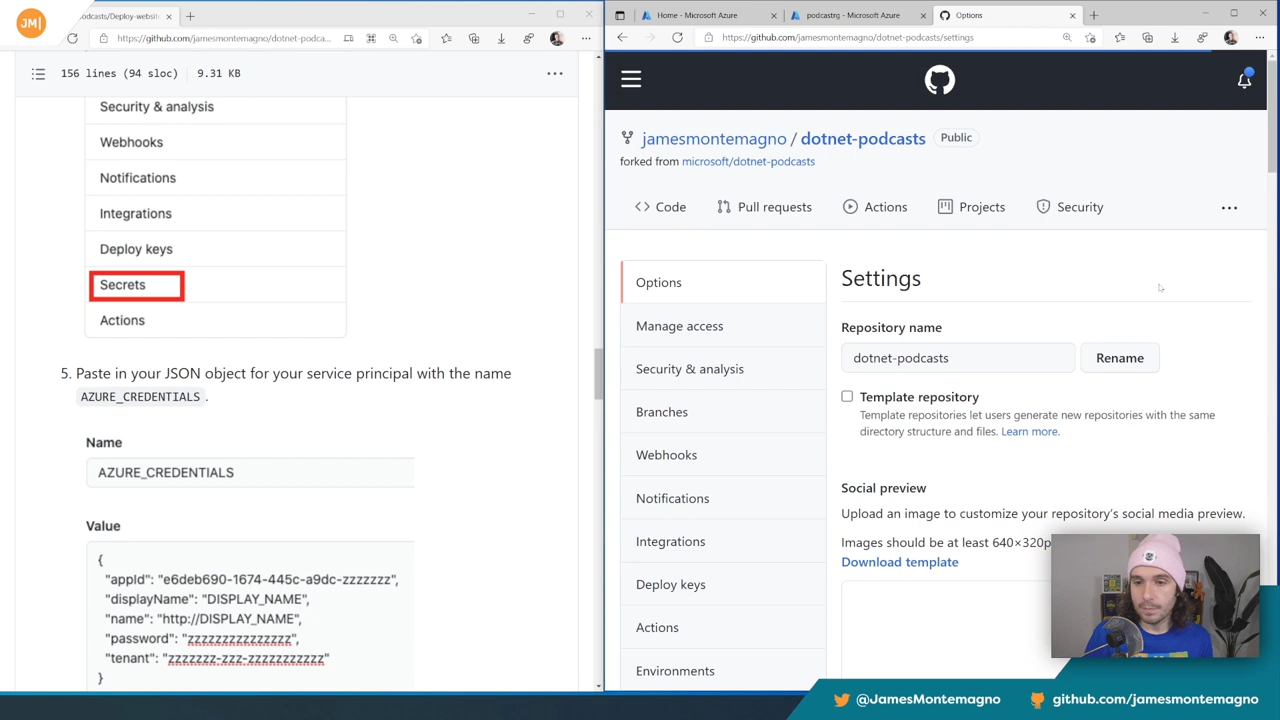 JM|
odcasts/Deploy-websit
https://github.com/jamesmontemagno/dotnet-podca...
156 lines (94 sloc)
9.31 KB
Security & analysis
Webhooks
Notifications
Integrations
Deploy keys
Secrets
Actions
5. Paste in your JSON object for your service principal with the name
AZURE_CREDENTIALS .
Name
AZURE_CREDENTIALS
Value
{
"appId": "e6deb690-1674-445c-a9dc-zzzzzzz",
"displayName": "DISPLAY_NAME",
"name": "http://DISPLAY_NAME",
"password": "zzzzzzzzzzzzzzz",
"tenant": "zzzzzzz-zzz-zzzzzzzzzzz"
}
Home - Microsoft Azure
podcastrg - Microsoft Azure
Options
https://github.com/jamesmontemagno/dotnet-podcasts/settings
jamesmontemagno / dotnet-podcasts
Public
forked from microsoft/dotnet-podcasts
Code
Pull requests
Actions
Projects
Security
Options
Manage access
Security & analysis
Branches
Webhooks
Notifications
Integrations
Deploy keys
Actions
Environments
Settings
Repository name
dotnet-podcasts
Rename
Template repository
Template repositories let users generate new repositories with the same
directory structure and files. Learn more.
Social preview
Upload an image to customize your repository's social media preview.
Images should be at least 640×320p
Download template
@JamesMontemagno
github.com/jamesmontemagno